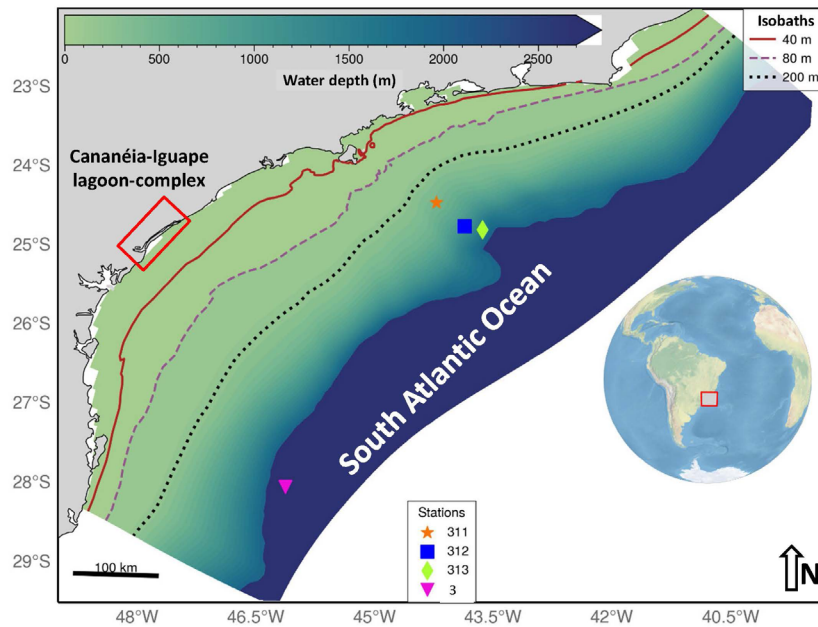 0 500 1000 1500 2000 2500
Water depth (m)
Isobaths
40 m
80 m
200 m
23°S
24°S
25°S
26°S
27°S
28°S
29°S
Cananéia-Iguape
lagoon-complex
South Atlantic Ocean
Stations
311
312
313
3
100 km
N
48°W 46.5°W 45°W 43.5°W 42°W 40.5°W